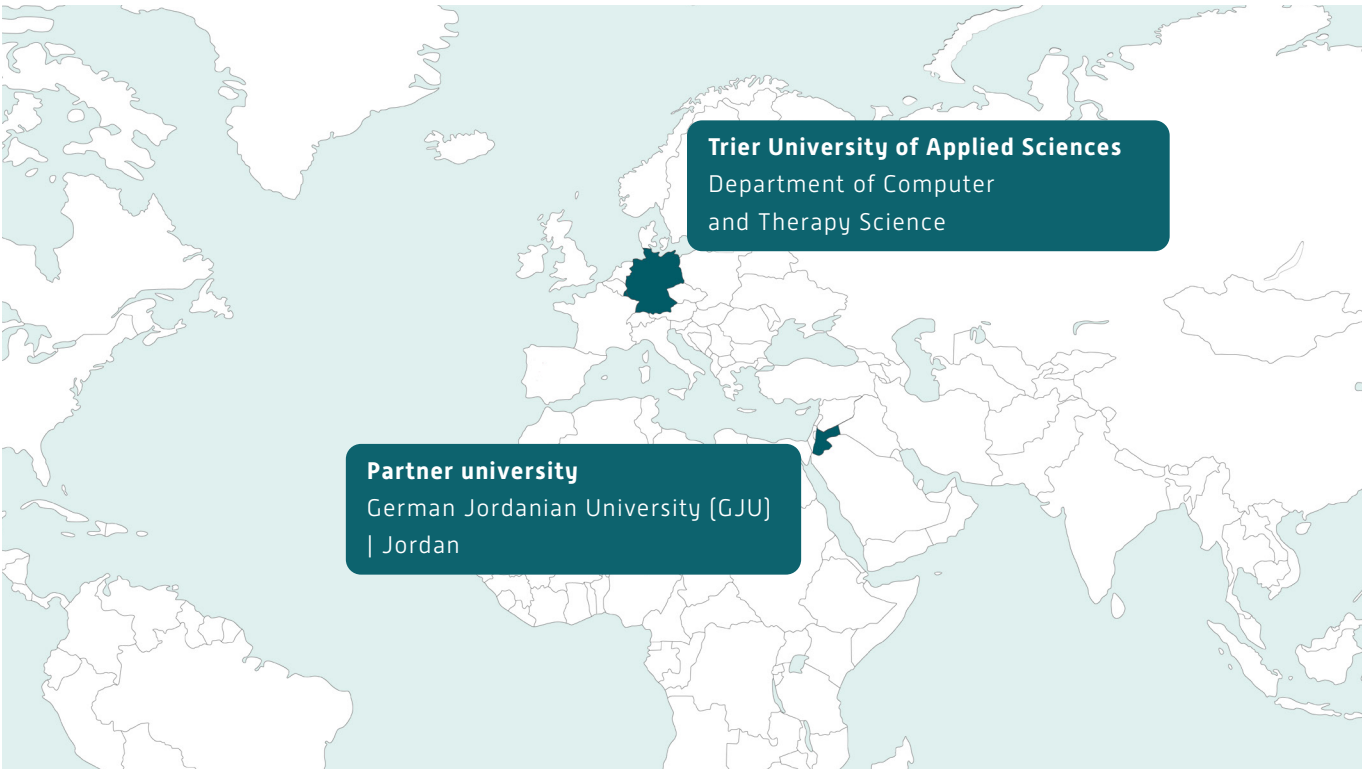 Trier University of Applied Sciences
Department of Computer
and Therapy Science
Partner university
German Jordanian University (GJU)
| Jordan